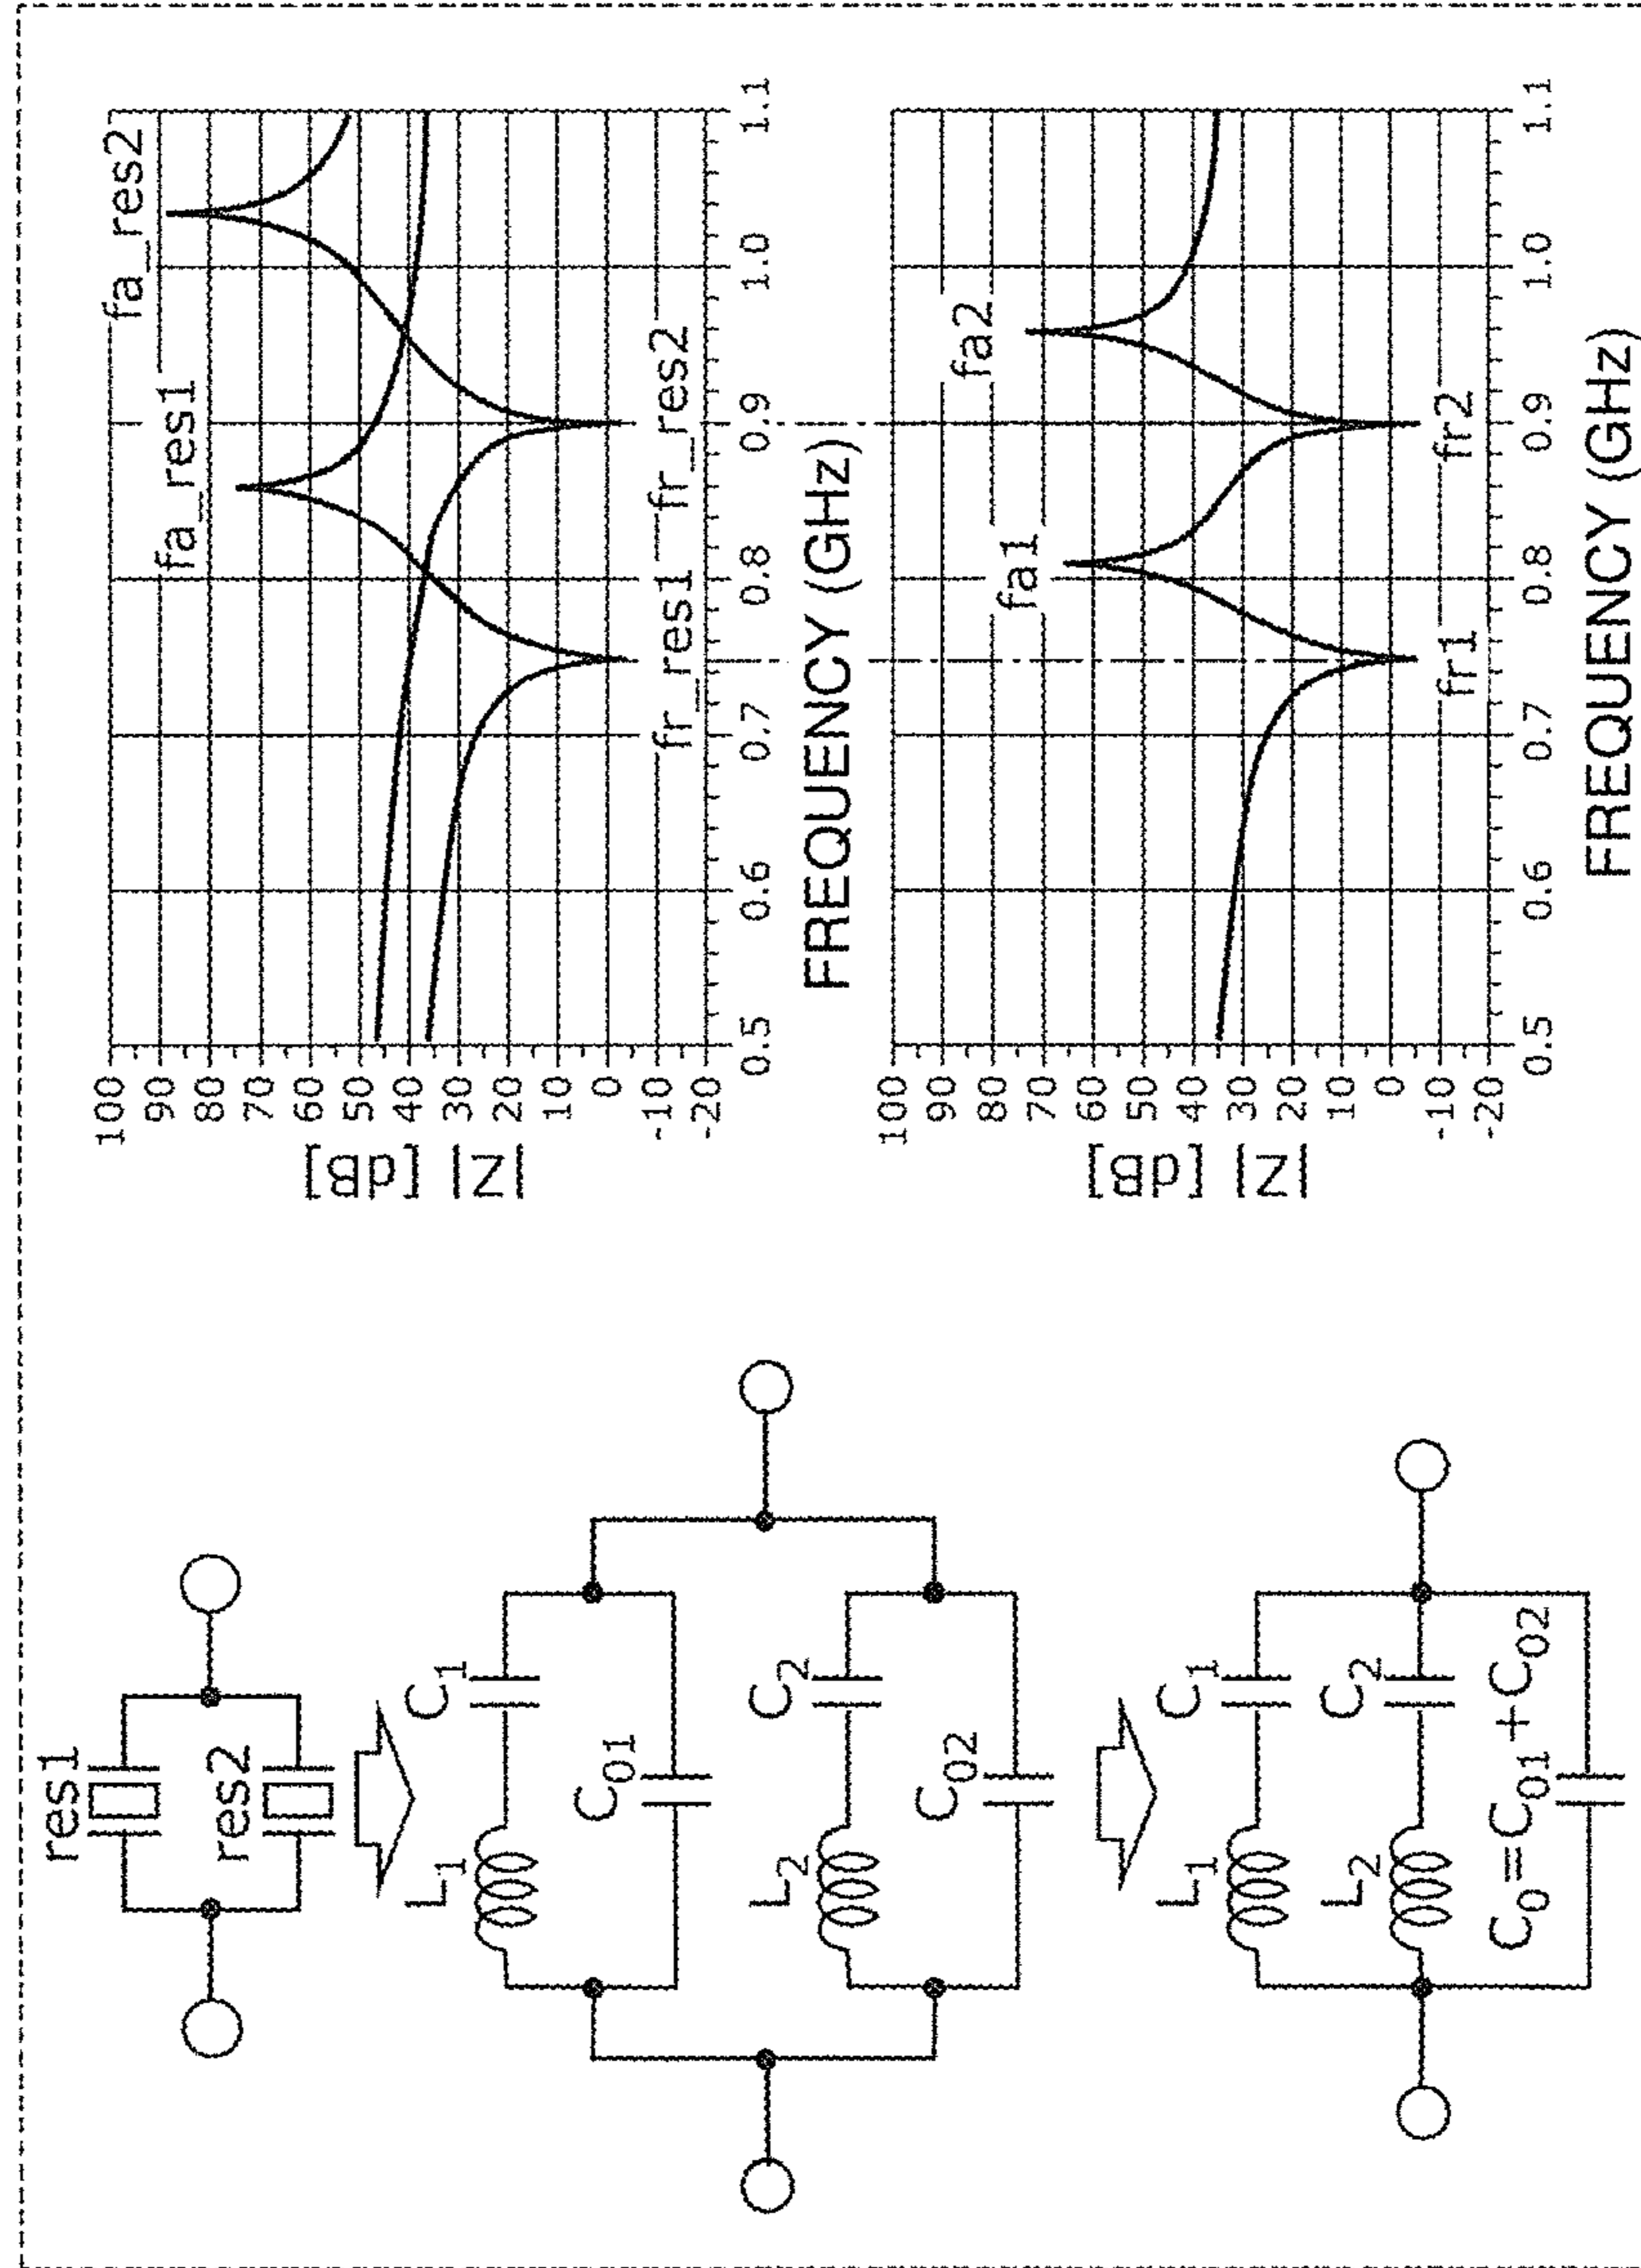 res1
res2
L1
C1
C01
L2
C2
C02
L1
C1
L2
C2
C0=C01+C02
|Z| [dB]
100
90
80
70
60
50
40
30
20
10
0
-10
-20
fa_res1
fa_res2
fr_res1
fr_res2
0.5
0.6
0.7
0.8
0.9
1.0
1.1
FREQUENCY (GHz)
|Z| [dB]
100
90
80
70
60
50
40
30
20
10
0
-10
-20
fa1
fa2
fr1
fr2
0.5
0.6
0.7
0.8
0.9
1.0
1.1
FREQUENCY (GHz)